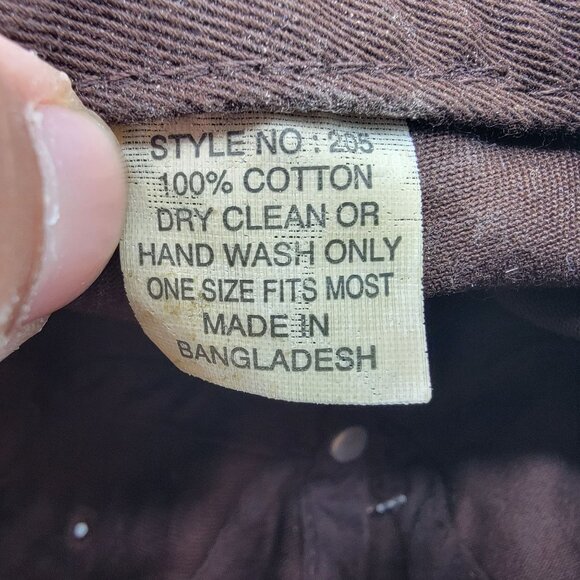 STYLE NO : 205
100% COTTON
DRY CLEAN OR
HAND WASH ONLY
ONE SIZE FITS MOST
MADE IN
BANGLADESH